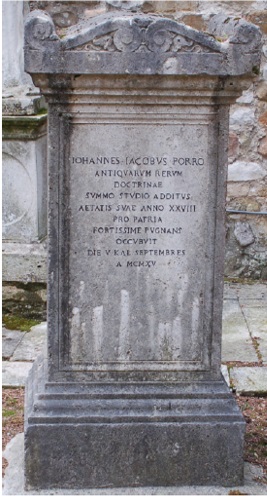 IOHANNES IACOBVS PORRO
ANTIQVARVM RERVM
DOCTRINAE
SVMMO STVDIO ADDITVS
AETATIS SVAE ANNO XXVIII
PRO PATRIA
FORTISSIME PVGNANS
OCCVBVIT
DIE V KAL SEPTEMBRES
A MCMXV